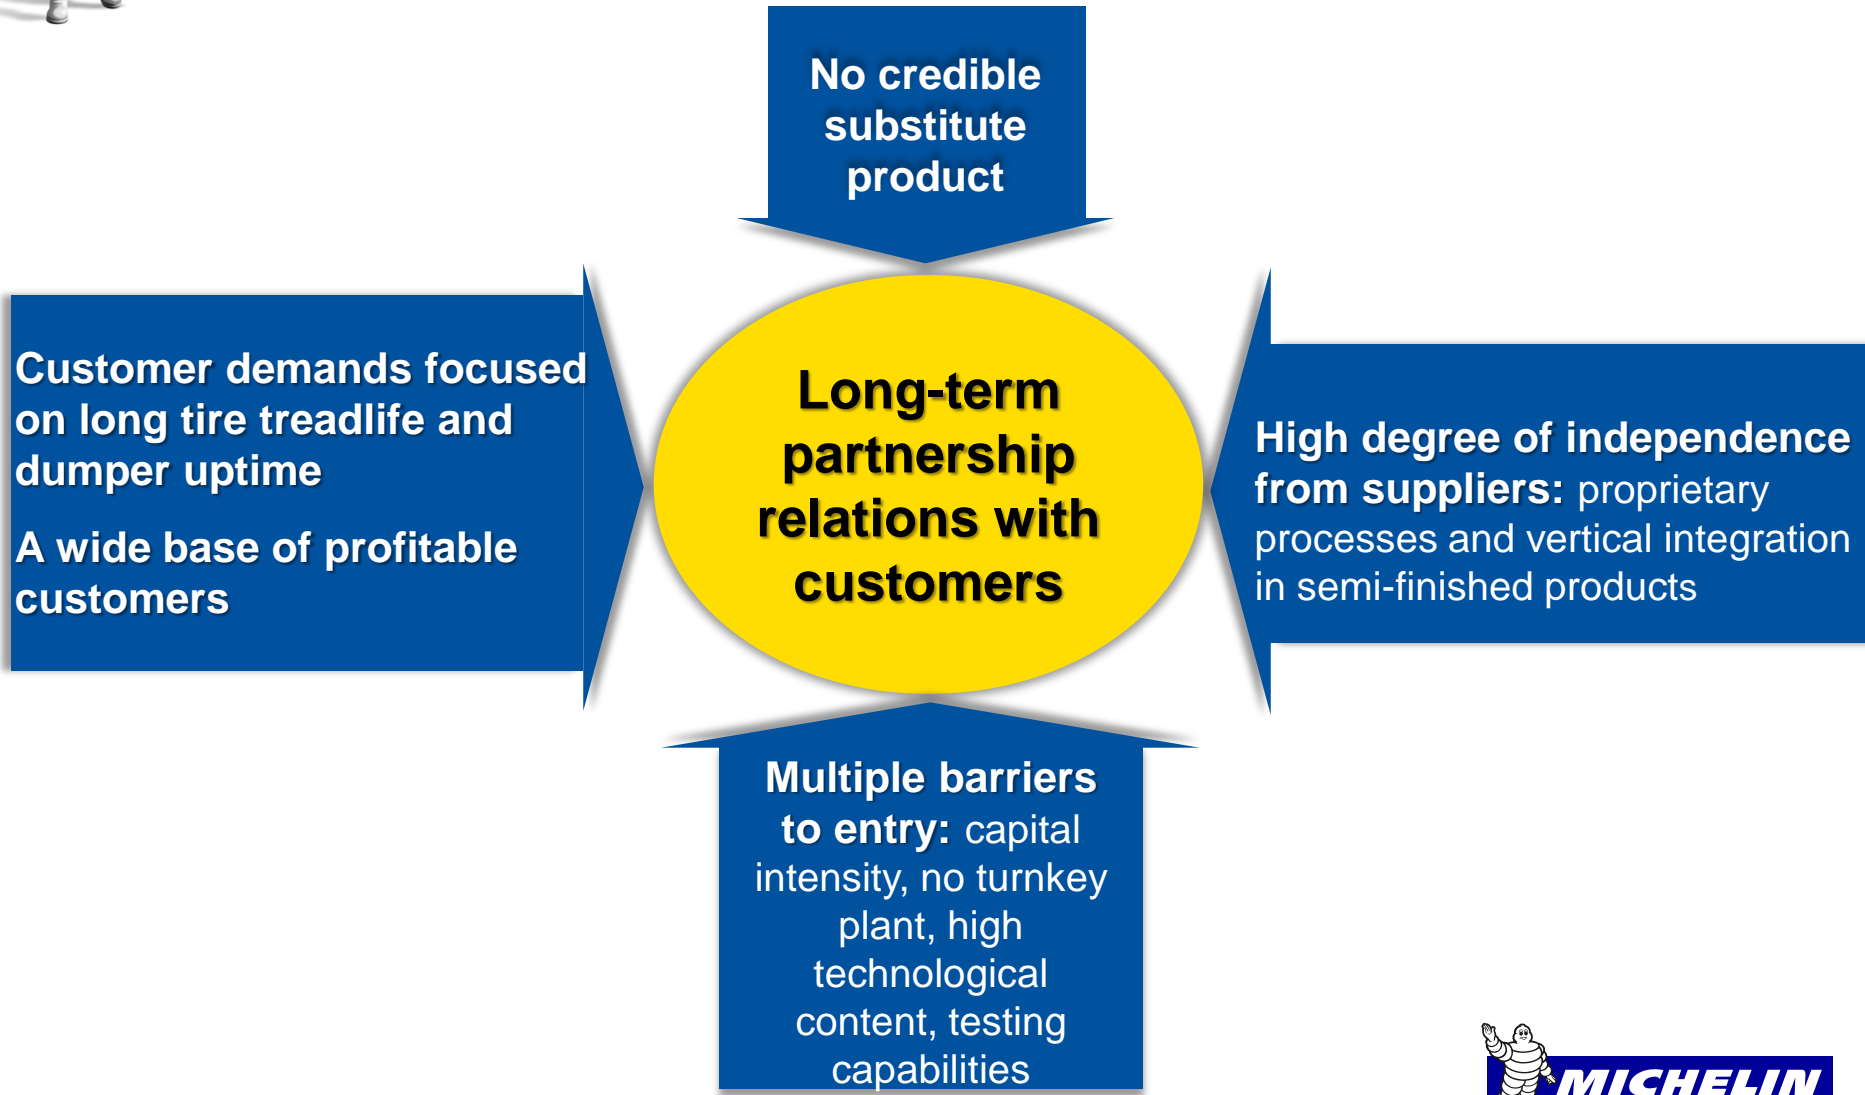 No credible
substitute
product
Customer demands focused
on long tire treadlife and
dumper uptime
A wide base of profitable
customers
Long-term
partnership
relations with
customers
High degree of independence
from suppliers: proprietary
processes and vertical integration
in semi-finished products
Multiple barriers
to entry: capital
intensity, no turnkey
plant, high
technological
content, testing
capabilities
MICHELIN